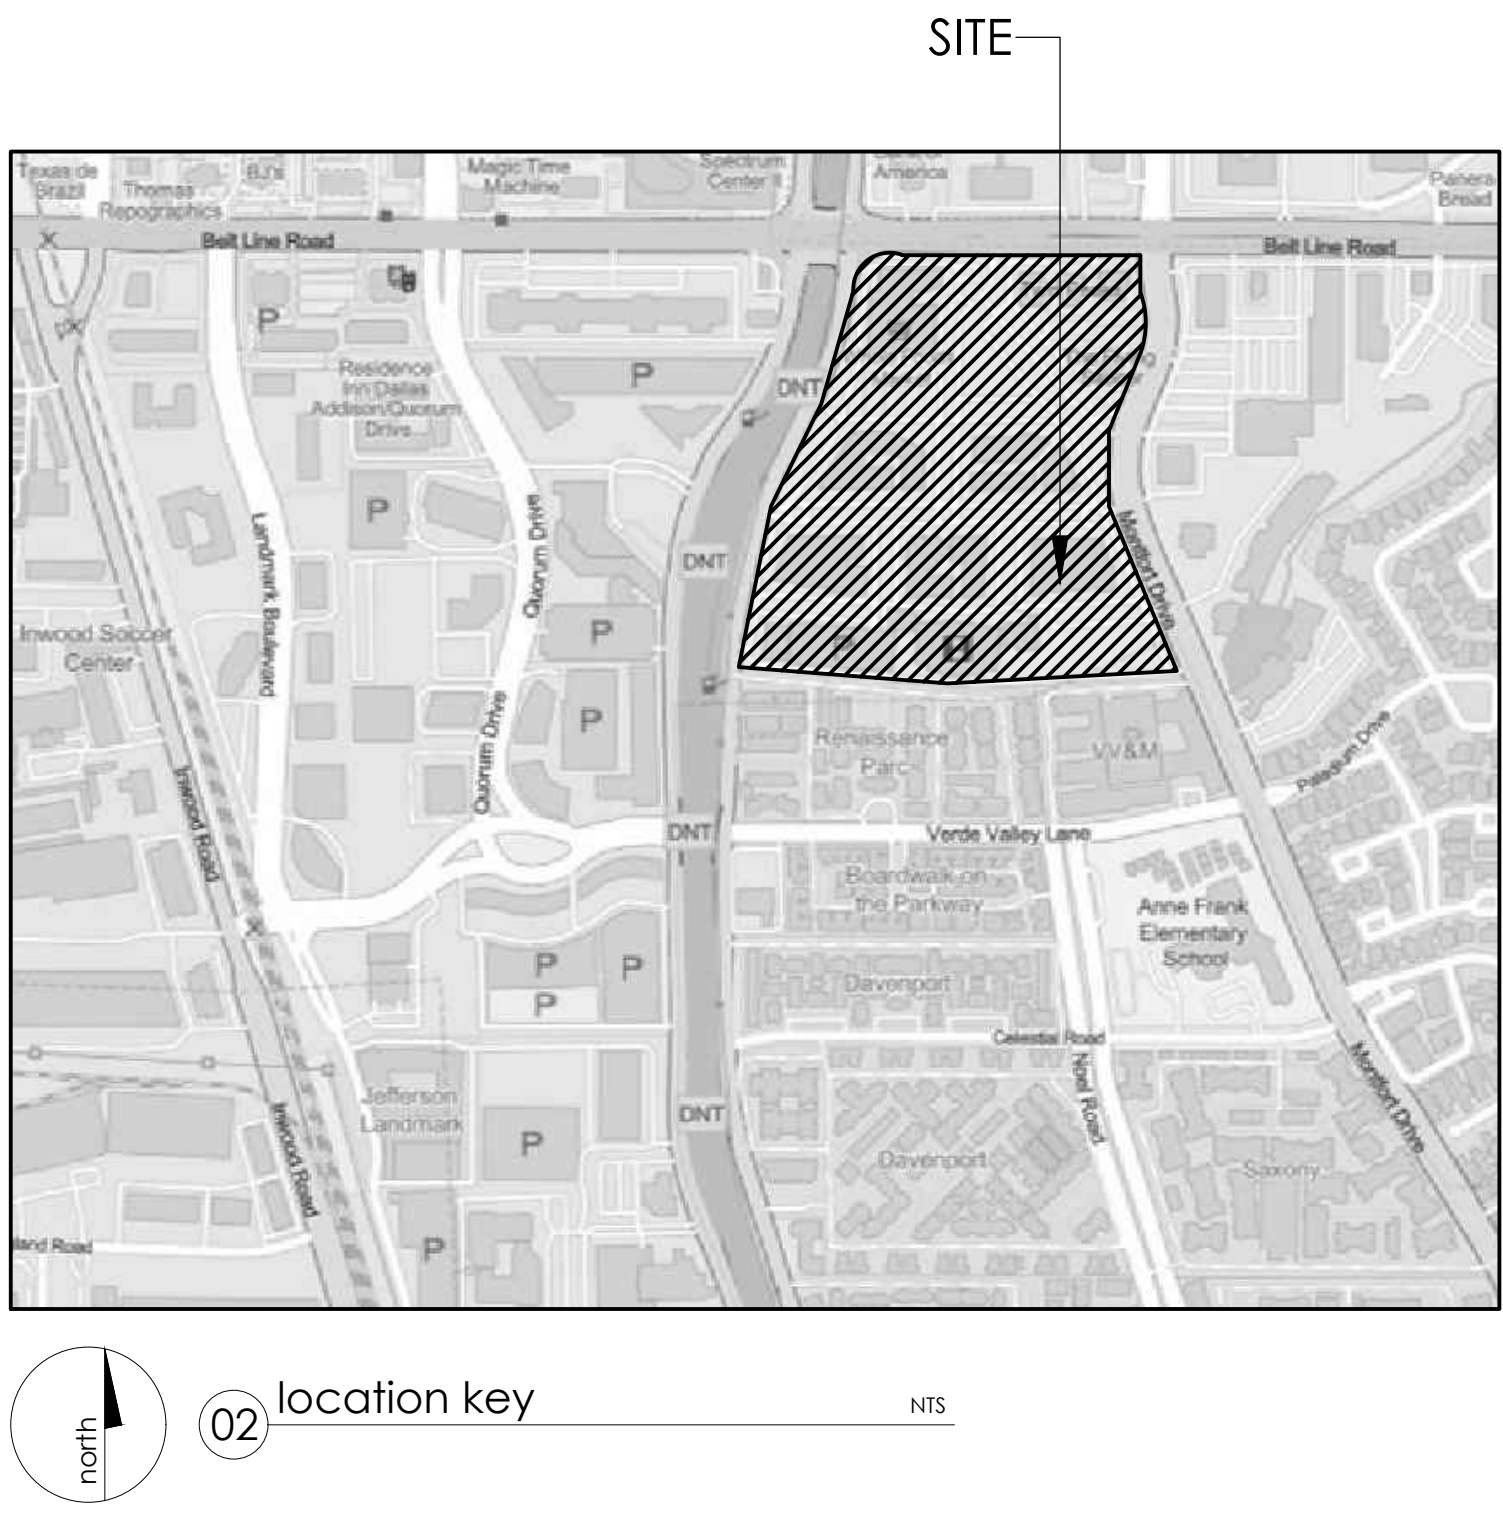 SITE
Texas de
Brazil
Thomas
Repographics
BJ's
Magic Time
Machine
Spectrum
Center II
America
Panera
Bread
Belt Line Road
Belt Line Road
P
Residence
Inn Dallas
Addison/Quorum
Drive
P
DNT
P
Landmark Boulevard
Quorum Drive
DNT
Montfort Drive
Inwood Soccer
Center
P
P
P
Quorum Drive
Renaissance
Parc
VV&M
Paladium Drive
Inwood Road
DNT
Verde Valley Lane
Boardwalk on
the Parkway
Anne Frank
Elementary
School
P
P
P
Davenport
Celestial Road
Noel Road
Montfort Drive
Jefferson
Landmark
DNT
P
Inwood Road
Davenport
Saxony
land Road
P
north
02
location key
NTS